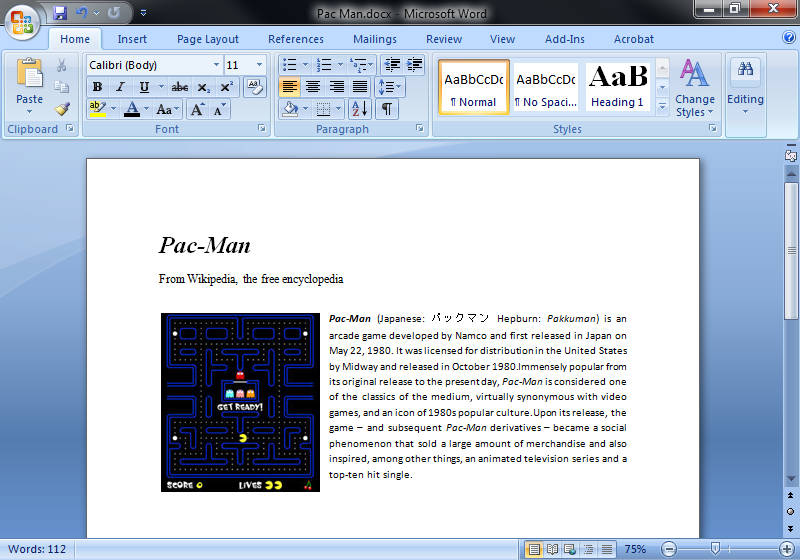 Pac Man.docx - Microsoft Word
Home Insert Page Layout References Mailings Review View Add-Ins Acrobat
Paste
Clipboard
Calibri (Body) 11
B I U abc x₂ x² Aa
ab A Aa A A
Font
A Z
Paragraph
AaBbCcDc AaBbCcDc AaB
¶ Normal ¶ No Spaci... Heading 1
Change Styles
Styles
Editing
Pac-Man
From Wikipedia, the free encyclopedia
GET READY!
SCORE 0 LIVES
Pac-Man (Japanese: パックマン Hepburn: Pakkuman) is an
arcade game developed by Namco and first released in Japan on
May 22, 1980. It was licensed for distribution in the United States
by Midway and released in October 1980.Immensely popular from
its original release to the present day, Pac-Man is considered one
of the classics of the medium, virtually synonymous with video
games, and an icon of 1980s popular culture.Upon its release, the
game – and subsequent Pac-Man derivatives – became a social
phenomenon that sold a large amount of merchandise and also
inspired, among other things, an animated television series and a
top-ten hit single.
Words: 112
75%